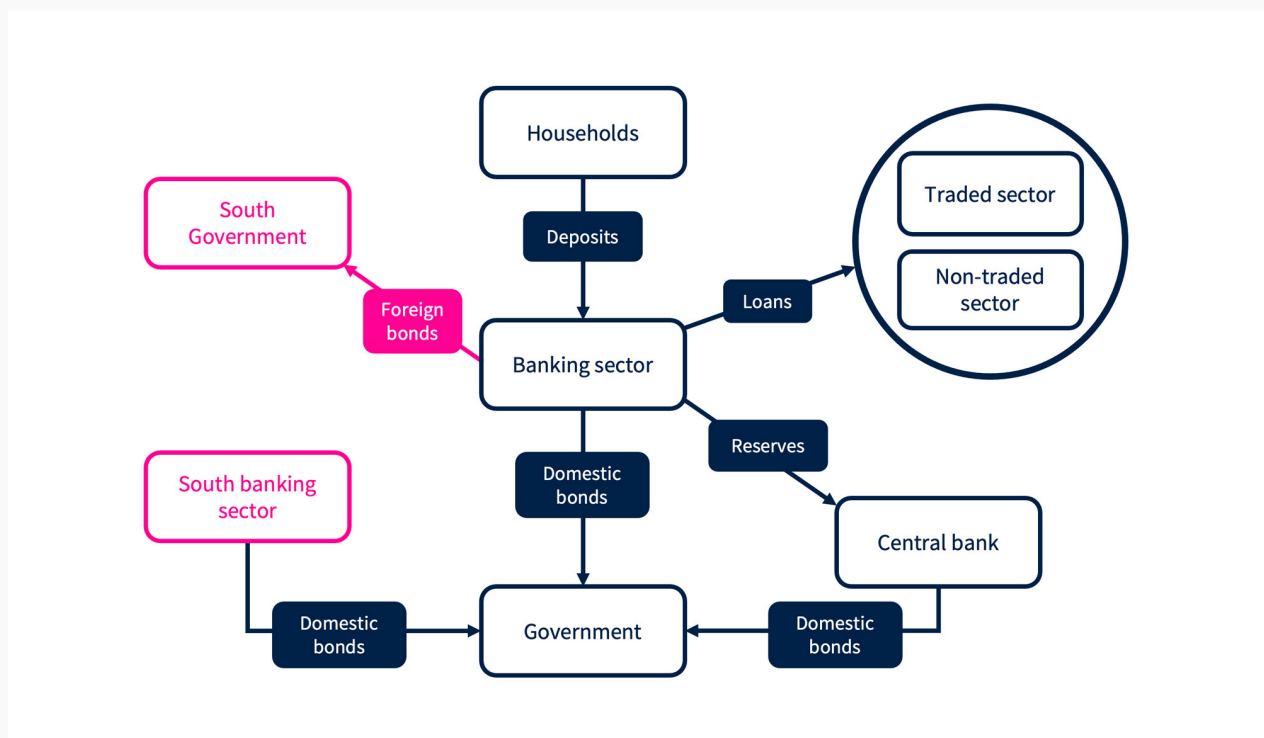 Households
Traded sector
South
Government
Deposits
Non-traded
sector
Loans
Foreign
bonds
Banking sector
Reserves
Domestic
bonds
South banking
sector
Central bank
Domestic
bonds
Government
Domestic
bonds